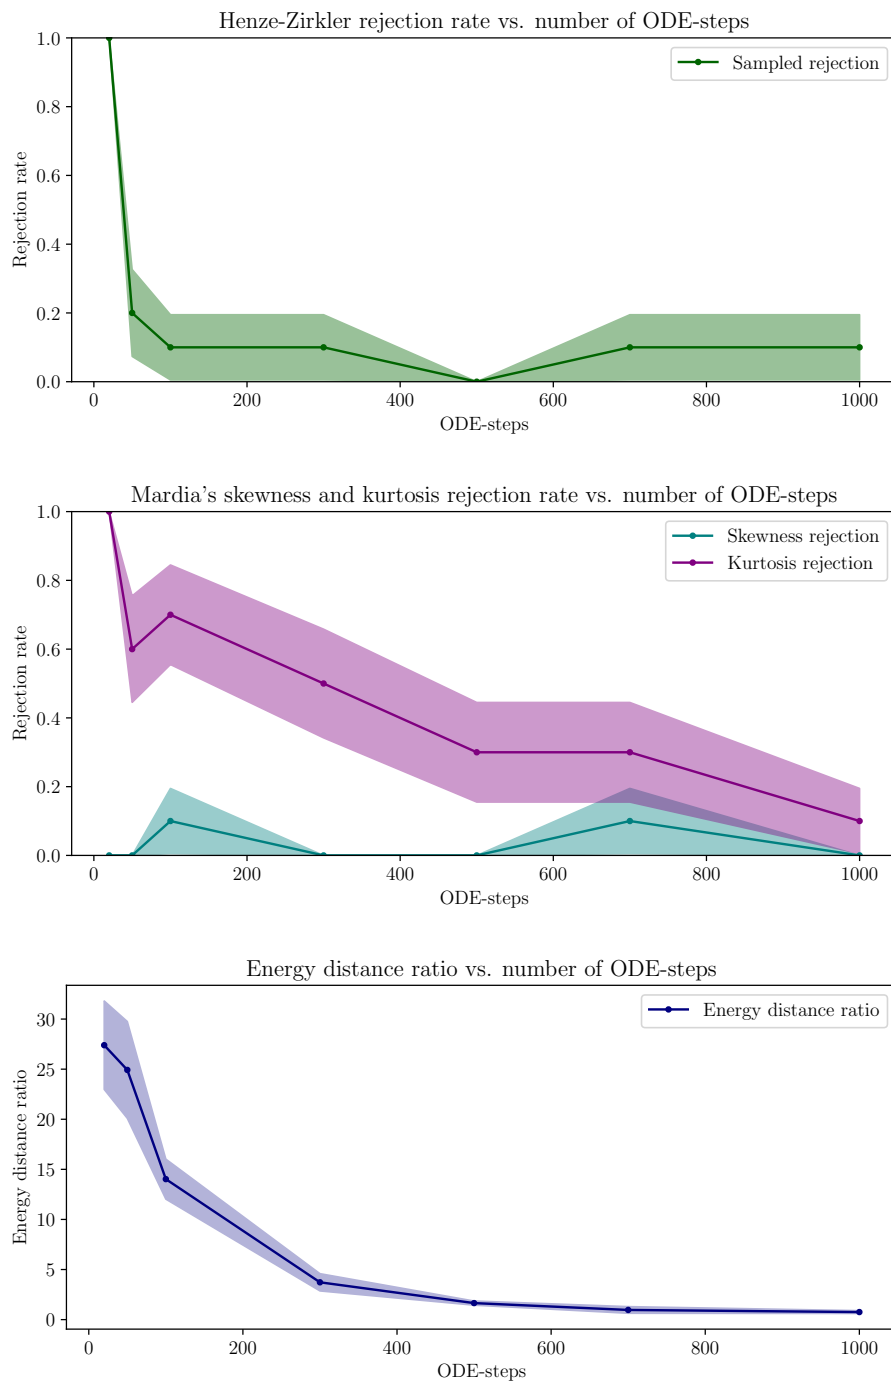 Henze-Zirkler rejection rate vs. number of ODE-steps
1.0
Sampled rejection
0.8
0.6
Rejection rate
0.4
0.2
0.0
0 200 400 600 800 1000
ODE-steps
Mardia's skewness and kurtosis rejection rate vs. number of ODE-steps
1.0
Skewness rejection
Kurtosis rejection
0.8
0.6
Rejection rate
0.4
0.2
0.0
0 200 400 600 800 1000
ODE-steps
Energy distance ratio vs. number of ODE-steps
Energy distance ratio
30
25
20
Energy distance ratio
15
10
5
0
0 200 400 600 800 1000
ODE-steps